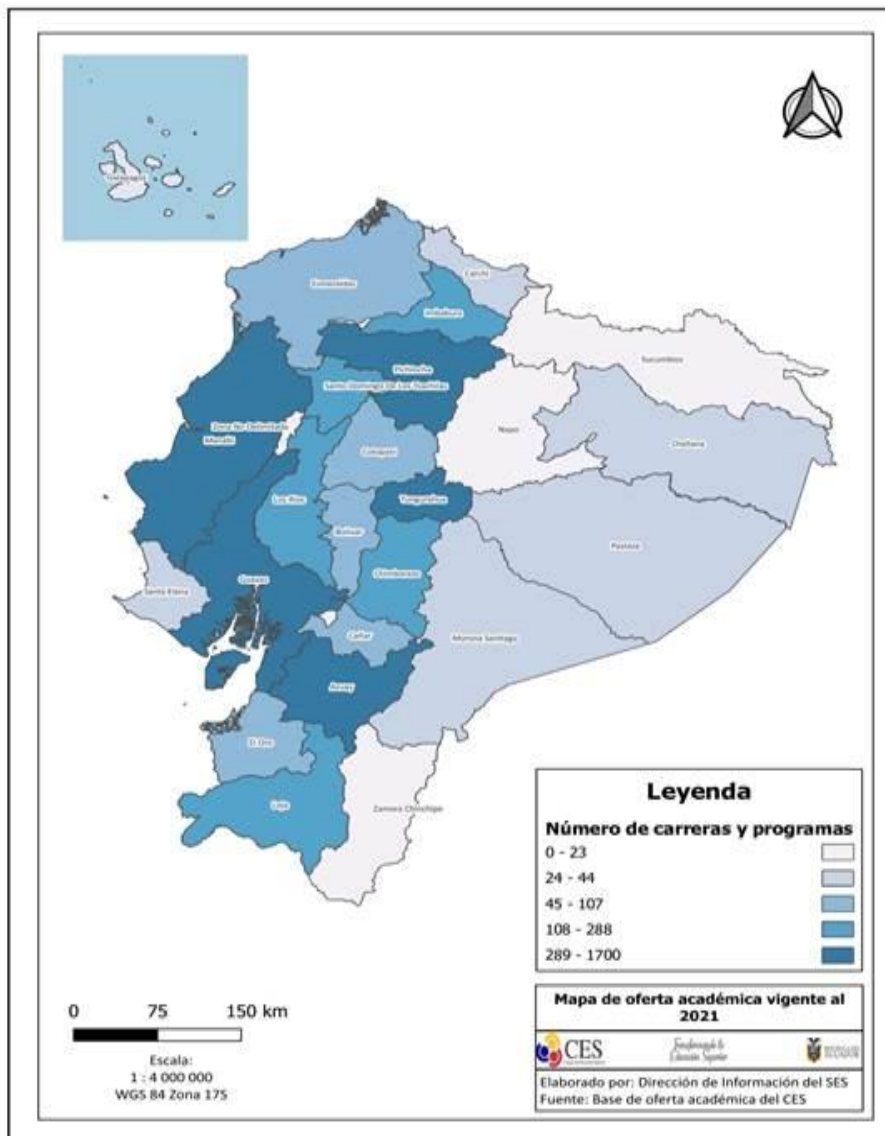 Galápagos
Carchi
Esmeraldas
Imbabura
Sucumbíos
Pichincha
Santo Domingo De Los Tsáchilas
Zona No Delimitada
Manabí
Napo
Orellana
Cotopaxi
Los Ríos
Tungurahua
Bolívar
Pastaza
Chimborazo
Santa Elena
Guayas
Cañar
Morona Santiago
Azuay
El Oro
Loja
Zamora Chinchipe
Leyenda
Número de carreras y programas
0 - 23
24 - 44
45 - 107
108 - 288
289 - 1700
0 75 150 km
Escala:
1 : 4 000 000
WGS 84 Zona 17S
Mapa de oferta académica vigente al
2021
CES
Elaborado por: Dirección de Información del SES
Fuente: Base de oferta académica del CES